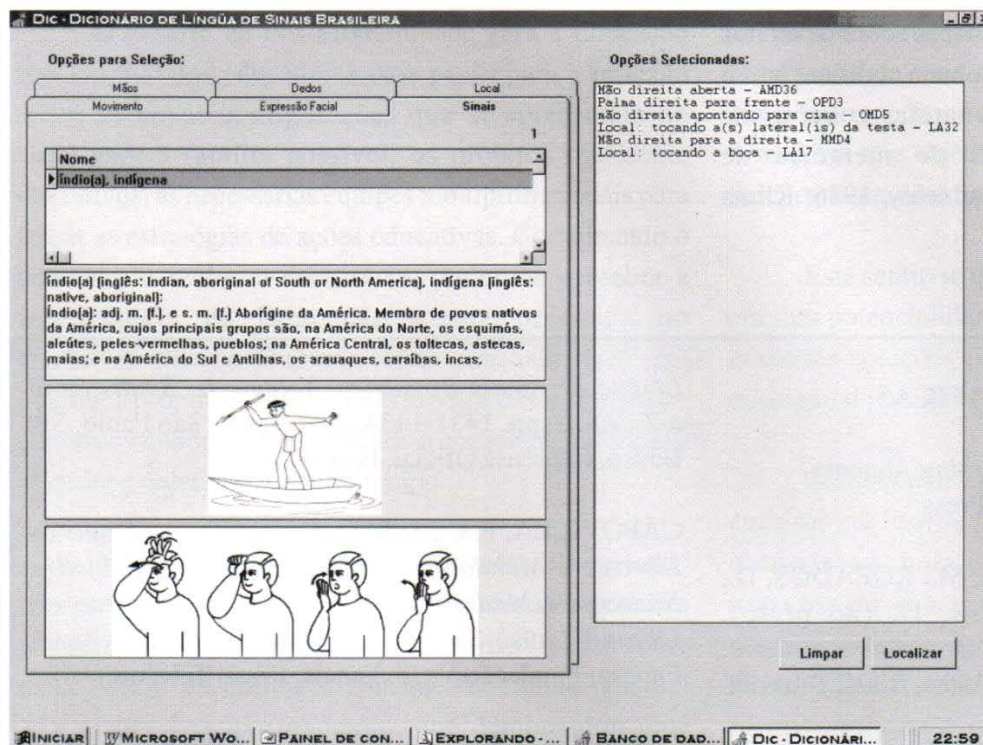 DIC - DICIONÁRIO DE LÍNGÜA DE SINAIS BRASILEIRA
Opções para Seleção:
Mãos Dedos Local
Movimento Expressão Facial Sinais
1
Nome
índio(a), indígena
índio(a) (inglês: Indian, aboriginal of South or North America), indígena (inglês:
native, aboriginal):
índio(a): adj. m. (f.), e s. m. (f.) Aborígine da América. Membro de povos nativos
da América, cujos principais grupos são, na América do Norte, os esquimós,
aleútes, peles-vermelhas, pueblos; na América Central, os toltecas, astecas,
maias; e na América do Sul e Antilhas, os arauaques, caraíbas, incas,
Opções Selecionadas:
Mão direita aberta - AMD36
Palma direita para frente - OPD3
mão direita apontando para cima - OMD5
Local: tocando a(s) lateral(is) da testa - LA32
Mão direita para a direita - MMD4
Local: tocando a boca - LA17
Limpar Localizar
INICIAR MICROSOFT WO... PAINEL DE CON... EXPLORANDO - ... BANCO DE DAD... DIC - DICIONÁRI... 22:59